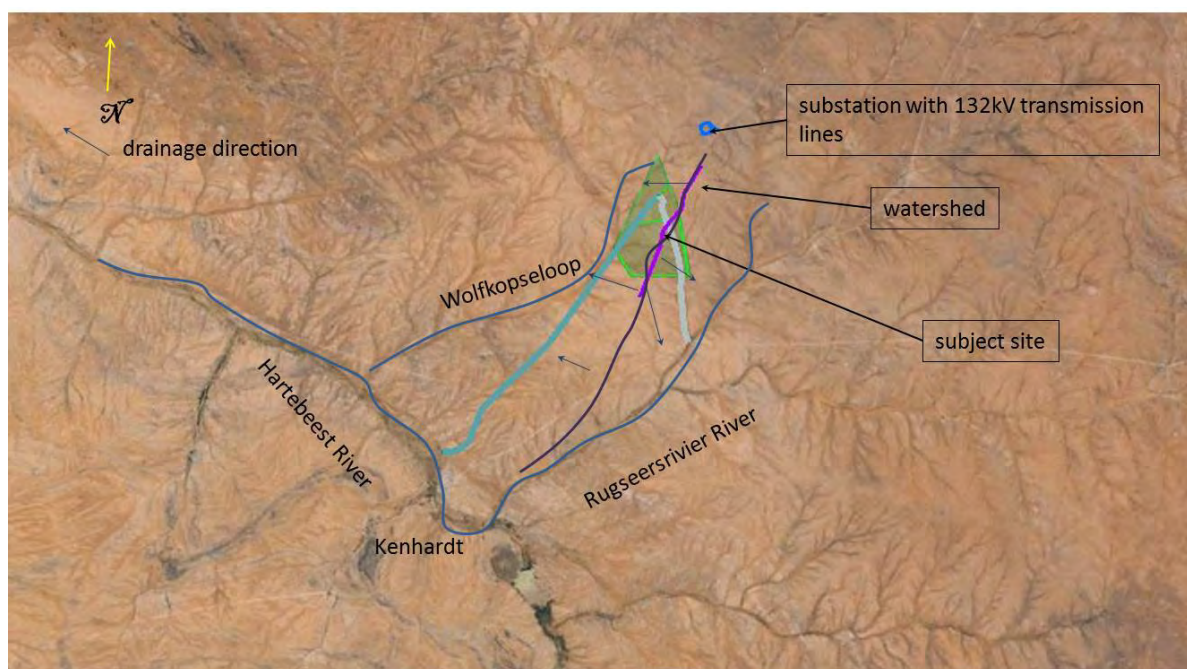 N
drainage direction
substation with 132kV transmission
lines
watershed
subject site
Wolfkopseloop
Hartebeest River
Rugseersrivier River
Kenhardt